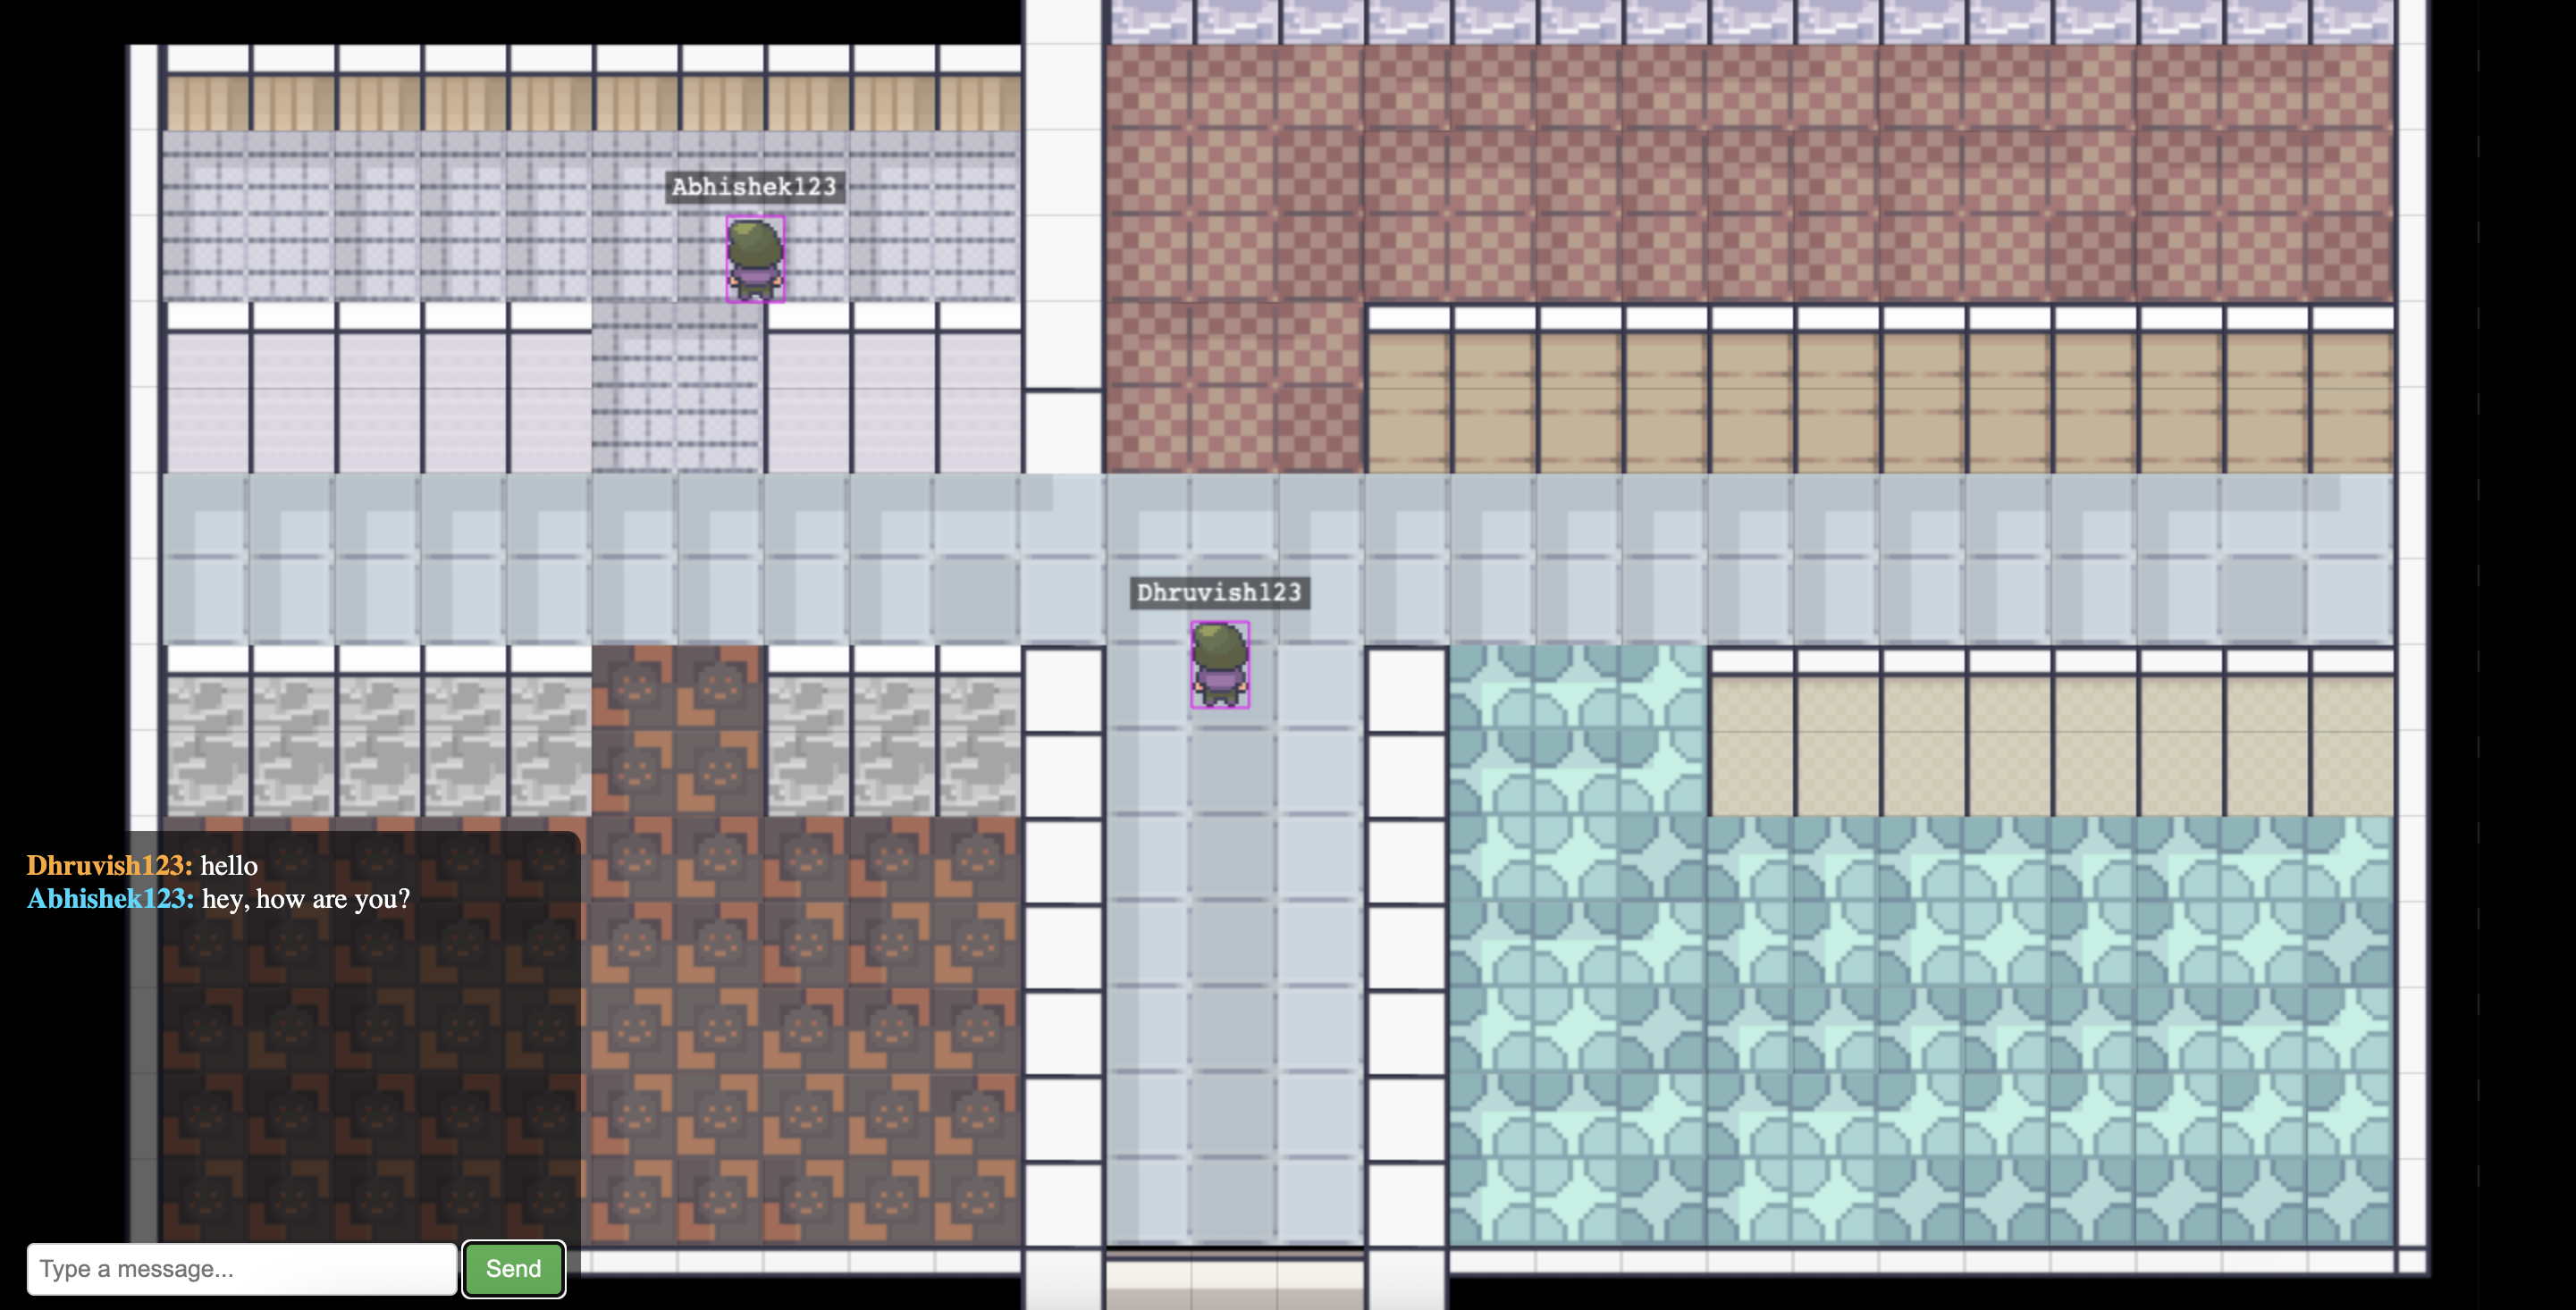 Abhishek123
Dhruvish123
Dhruvish123: hello
Abhishek123: hey, how are you?
Type a message...
Send